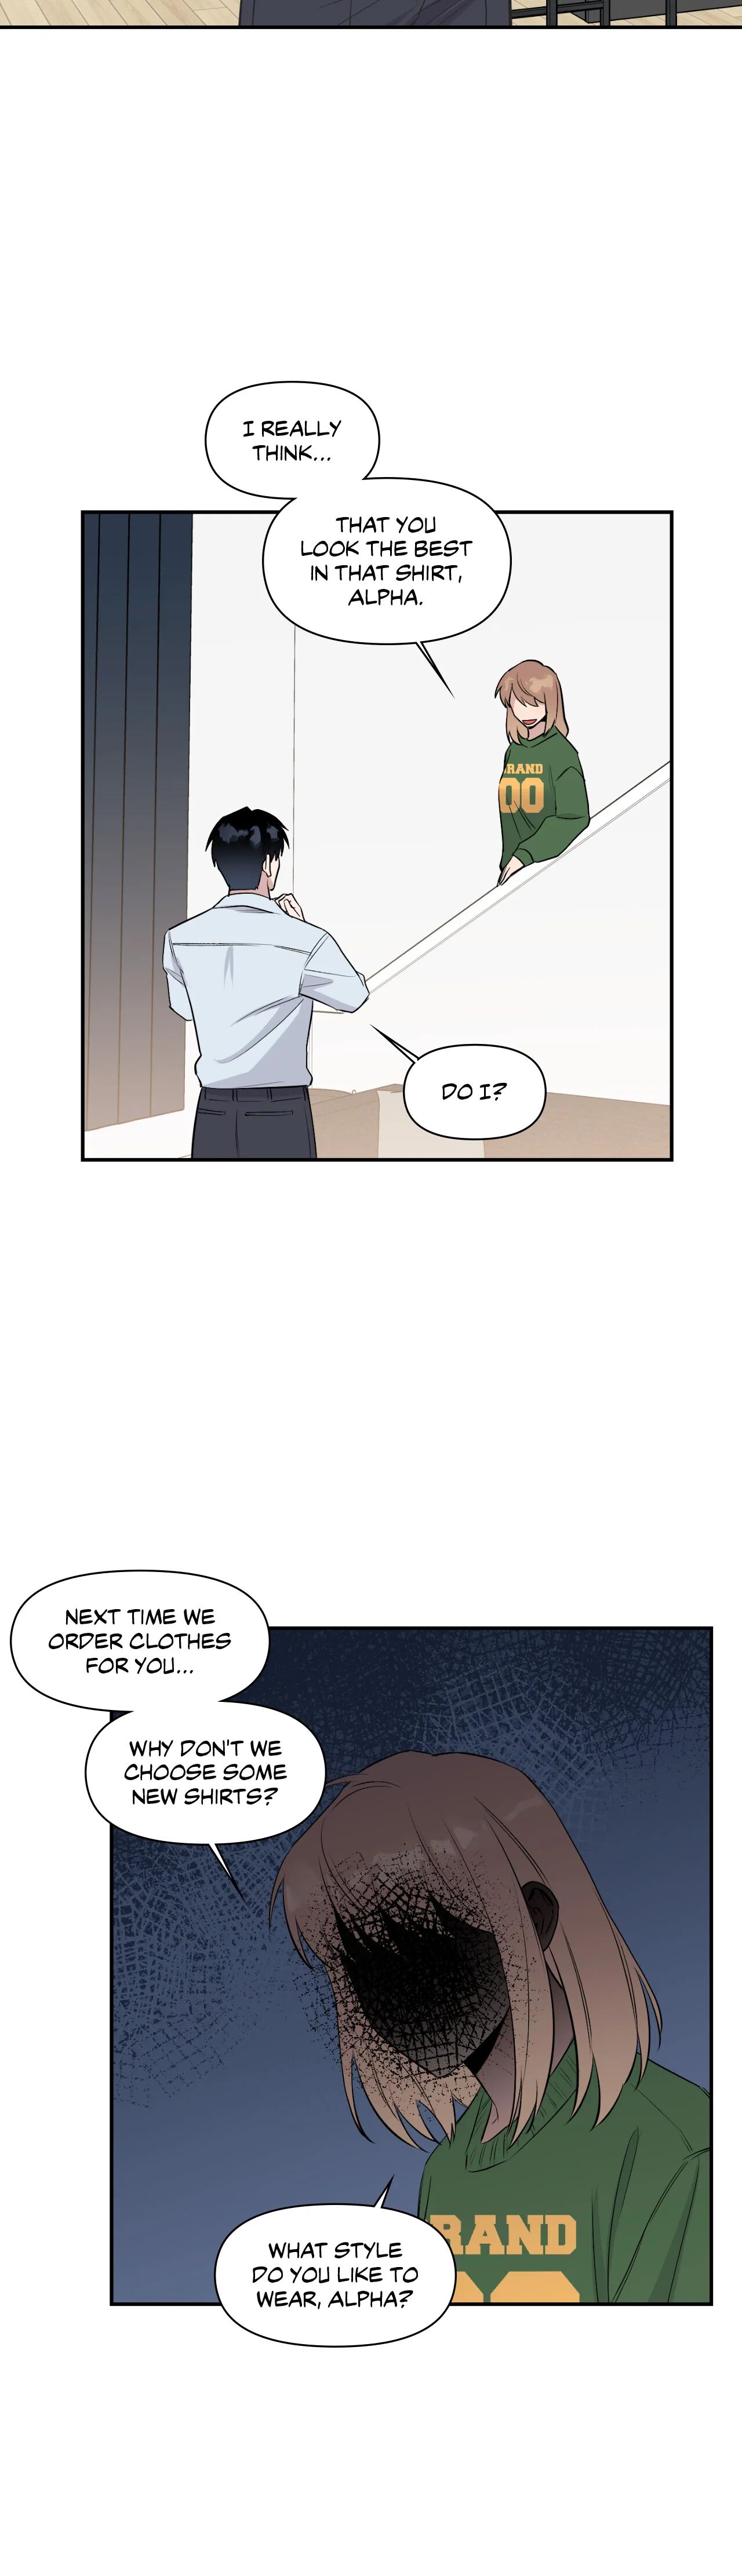 I REALLY
THINK...
THAT YOU
LOOK THE BEST
IN THAT SHIRT,
ALPHA.
RAND
00
DO I?
NEXT TIME WE
ORDER CLOTHES
FOR YOU...
WHY DON'T WE
CHOOSE SOME
NEW SHIRTS?
RAND
WHAT STYLE
DO YOU LIKE TO
WEAR, ALPHA?